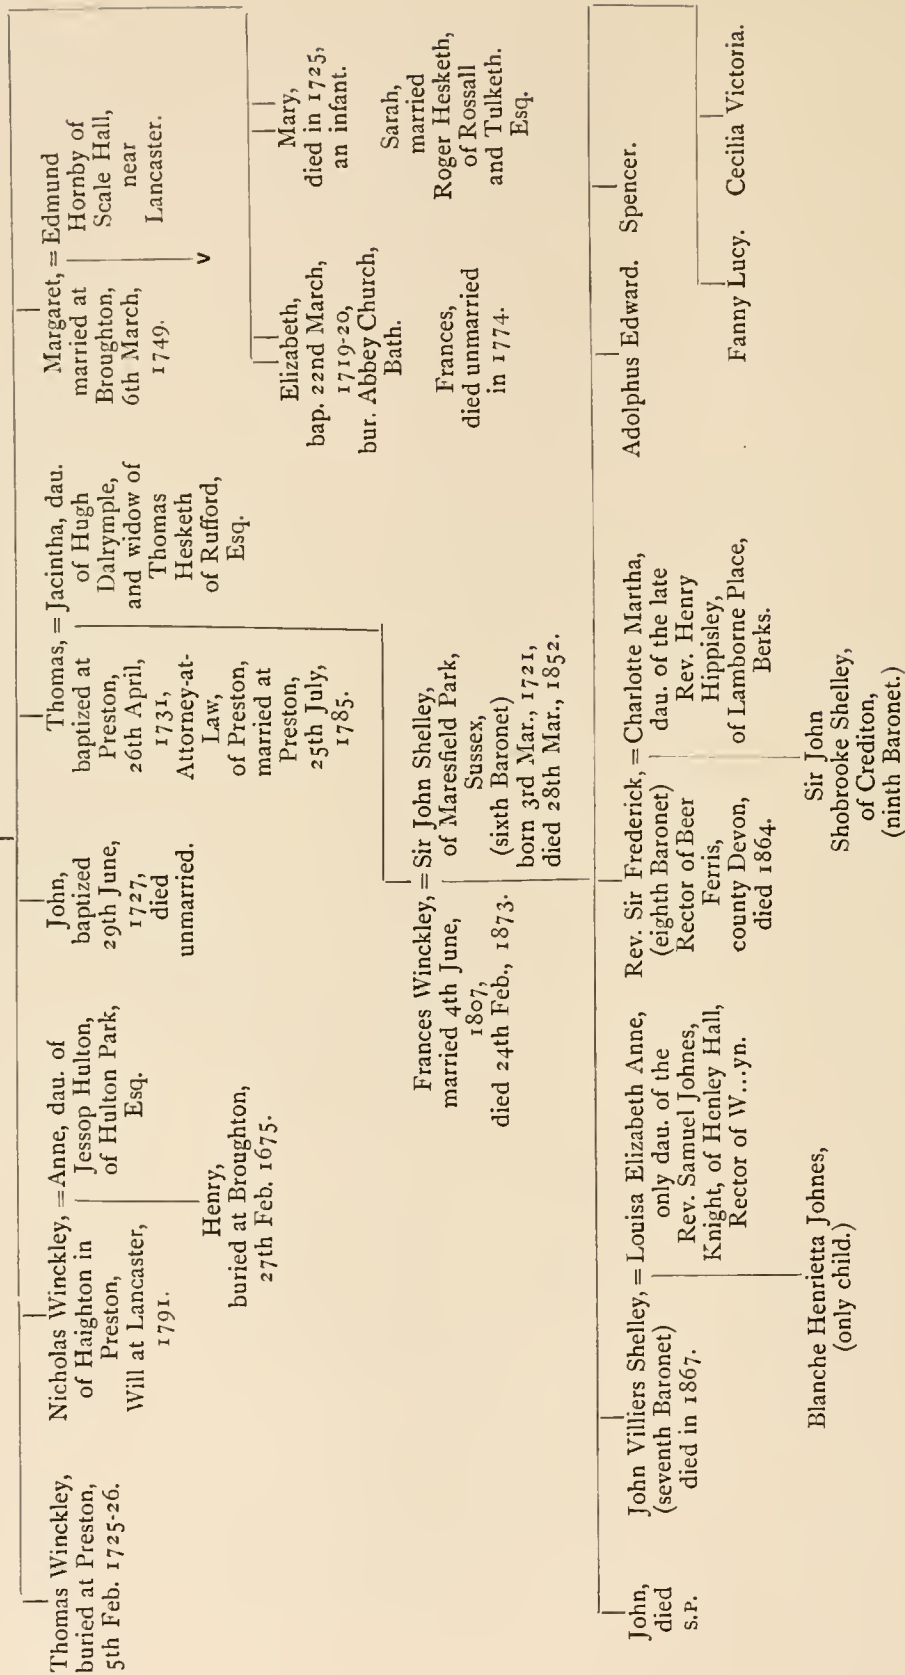 Thomas Winckley,
buried at Preston,
5th Feb. 1725-26.
Nicholas Winckley, = Anne, dau. of
of Haighton in
Jessop Hulton,
Preston,
of Hulton Park,
Will at Lancaster,
Esq.
1791.
Henry,
buried at Broughton,
27th Feb. 1675.
John,
baptized
29th June,
1727,
died
unmarried.
Thomas, = Jacintha, dau.
baptized at
of Hugh
Preston,
Dalrymple,
26th April,
and widow of
1731,
Thomas
Attorney-at-
Hesketh
Law,
of Rufford,
of Preston,
Esq.
married at
Preston,
25th July,
1785.
Margaret, = Edmund
married at
Hornby of
Broughton,
Scale Hall,
6th March,
near
1749.
Lancaster.
v
Elizabeth,
bap. 22nd March,
1719-20,
bur. Abbey Church,
Bath.
Mary,
died in 1725,
an infant.
Frances,
died unmarried
in 1774.
Sarah,
married
Roger Hesketh,
of Rossall
and Tulketh.
Esq.
Frances Winckley, = Sir John Shelley,
married 4th June,
of Maresfield Park,
1807,
Sussex,
died 24th Feb., 1873.
(sixth Baronet)
born 3rd Mar., 1721,
died 28th Mar., 1852.
John,
died
S.P.
John Villiers Shelley, = Louisa Elizabeth Anne,
(seventh Baronet)
only dau. of the
died in 1867.
Rev. Samuel Johnes,
Knight, of Henley Hall,
Rector of W...yn.
Blanche Henrietta Johnes,
(only child.)
Rev. Sir Frederick, = Charlotte Martha,
(eighth Baronet)
dau. of the late
Rector of Beer
Rev. Henry
Ferris,
Hippisley,
county Devon,
of Lamborne Place,
died 1864.
Berks.
Sir John
Shobrooke Shelley,
of Crediton,
(ninth Baronet.)
Adolphus Edward. Spencer.
Fanny Lucy. Cecilia Victoria.